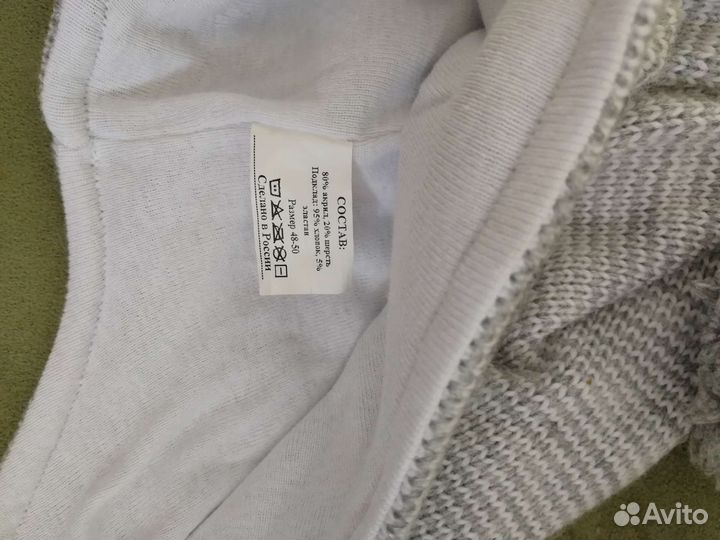 СОСТАВ:
80% акрил, 20% шерсть
Подклад: 95% хлопок, 5%
эластан
Размер 48-50
Сделано в России
Avito